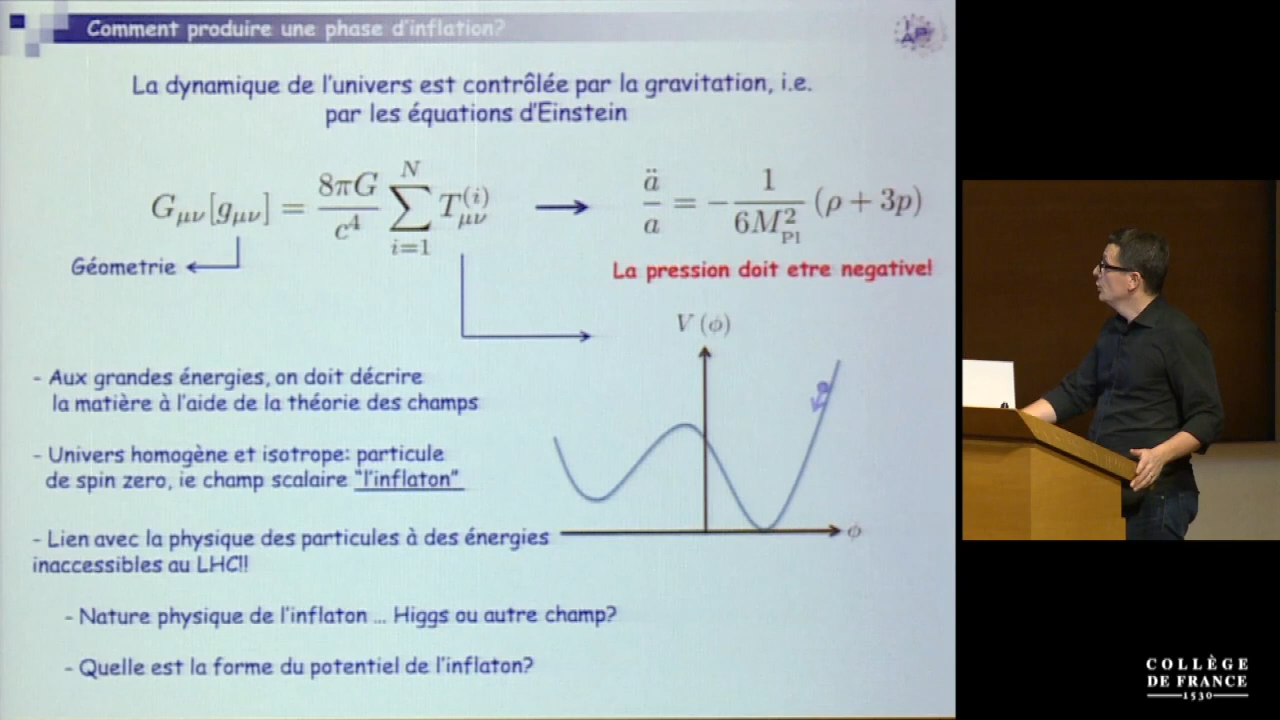 Comment produire une phase d'inflation?
La dynamique de l'univers est contrôlée par la gravitation, i.e.
par les équations d'Einstein
G_{μν}[g_{μν}] = \frac{8πG}{c^4} \sum_{i=1}^{N} T_{μν}^{(i)} → \frac{\ddot{a}}{a} = -\frac{1}{6M_{Pl}^2} (ρ + 3p)
Géometrie
La pression doit etre negative!
V (ϕ)
- Aux grandes énergies, on doit décrire
la matière à l'aide de la théorie des champs
- Univers homogène et isotrope: particule
de spin zero, ie champ scalaire "l'inflaton"
- Lien avec la physique des particules à des énergies
inaccessibles au LHC!!
ϕ
- Nature physique de l'inflaton ... Higgs ou autre champ?
- Quelle est la forme du potentiel de l'inflaton?
COLLÈGE
DE FRANCE
1530